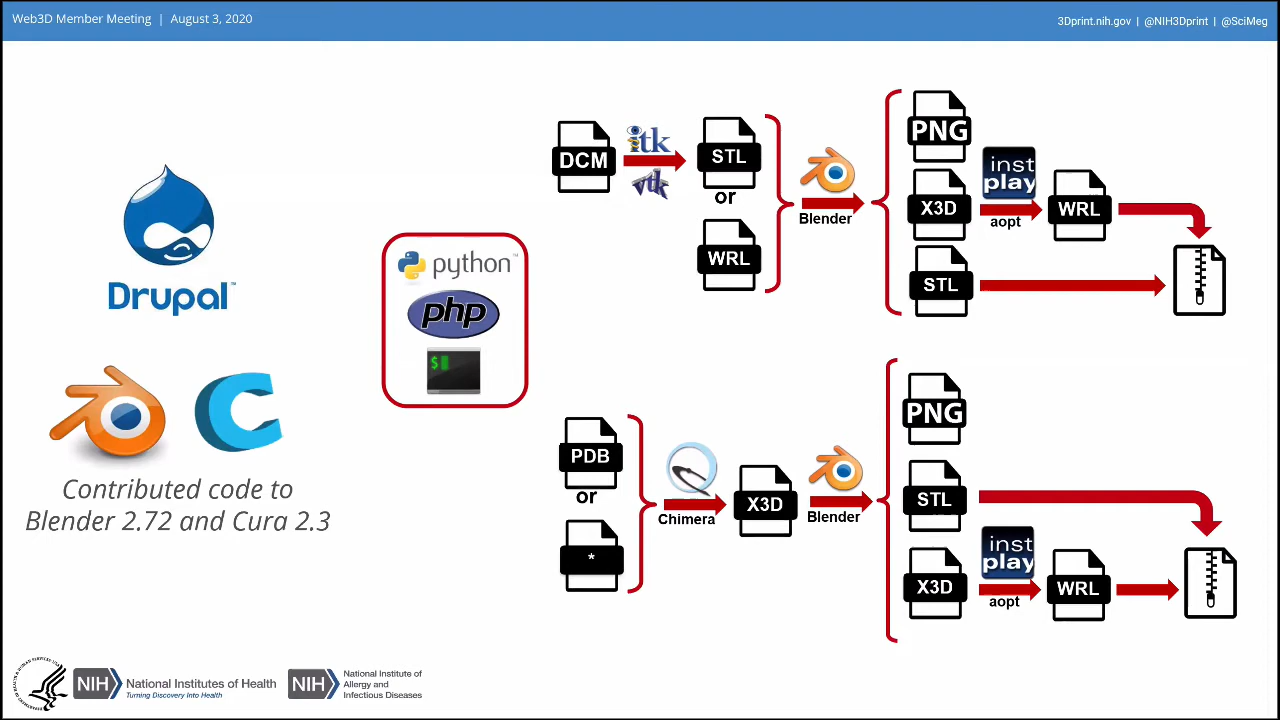 Web3D Member Meeting | August 3, 2020
3Dprint.nih.gov | @NIH3Dprint | @SciMeg
Drupal™
Contributed code to
Blender 2.72 and Cura 2.3
python™
php
$
DCM
itk
vtk
STL
or
WRL
Blender
PNG
X3D
inst
play
aopt
WRL
STL
PDB
or
*
Chimera
X3D
Blender
PNG
STL
X3D
inst
play
aopt
WRL
NIH
National Institutes of Health
Turning Discovery Into Health
NIH
National Institute of
Allergy and
Infectious Diseases